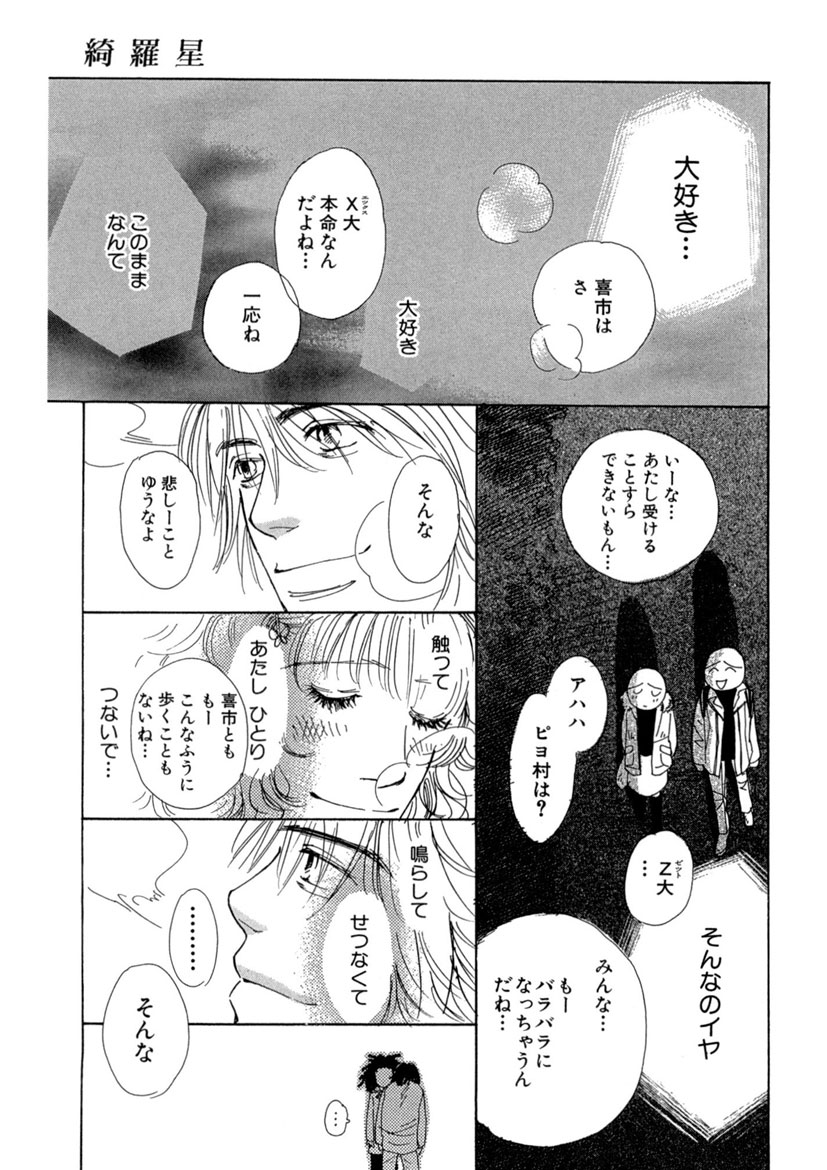 綺羅星
大好き…
喜市は
さ
X大
エックス
本命なん
だよね…
大好き
一応ね
このまま
なんて
いーな…
あたし受ける
ことすら
できないもん…
アハハ
ピヨ村は?
Z大
ゼット
…
そんなのイヤ
みんな…
もー
バラバラに
なっちゃうん
だね…
そんな
悲しーこと
ゆうなよ
触って
あたし ひとり
喜市とも
もー
こんなふうに
歩くことも
ないね…
つないで…
鳴らして
せつなくて
………
そんな
…